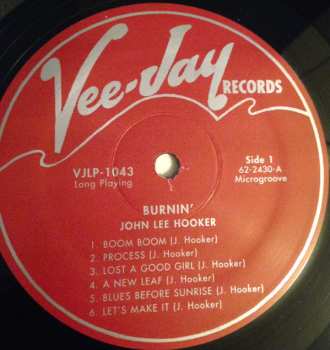 Vee-Jay
RECORDS
VJLP-1043
Long Playing
Side 1
62-2430-A
Microgroove
BURNIN'
JOHN LEE HOOKER
1. BOOM BOOM (J. Hooker)
2. PROCESS (J. Hooker)
3. LOST A GOOD GIRL (J. Hooker)
4. A NEW LEAF (J. Hooker)
5. BLUES BEFORE SUNRISE (J. Hooker)
6. LET'S MAKE IT (J. Hooker)